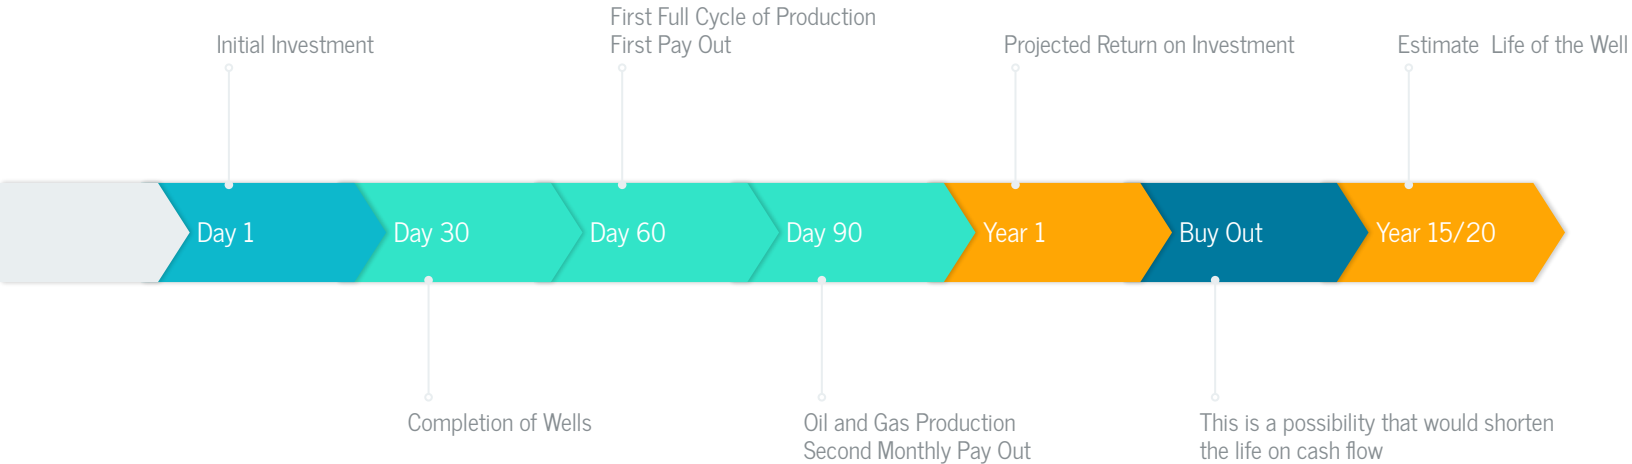 Initial Investment
First Full Cycle of Production
First Pay Out
Projected Return on Investment
Estimate  Life of the Well
Day 1
Day 30
Day 60
Day 90
Year 1
Buy Out
Year 15/20
Completion of Wells
Oil and Gas Production
Second Monthly Pay Out
This is a possibility that would shorten
the life on cash flow